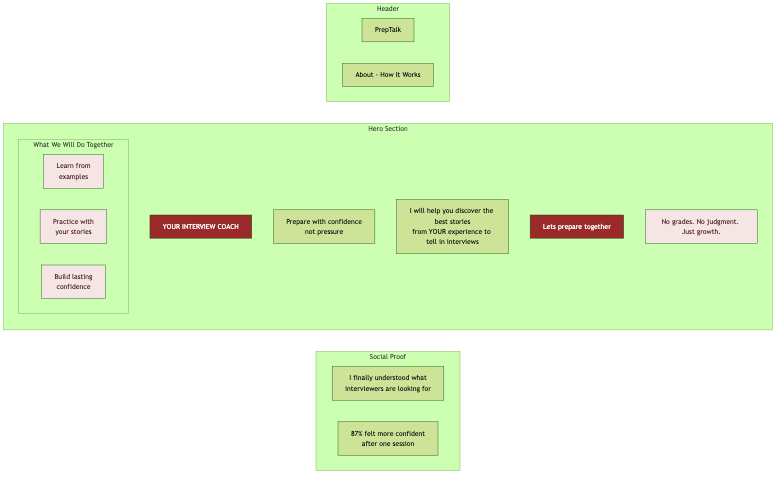 Header
PrepTalk
About - How It Works
Hero Section
What We Will Do Together
Learn from
examples
Practice with
your stories
Build lasting
confidence
YOUR INTERVIEW COACH
Prepare with confidence
not pressure
I will help you discover the
best stories
from YOUR experience to
tell in interviews
Lets prepare together
No grades. No judgment.
Just growth.
Social Proof
I finally understood what
interviewers are looking for
87% felt more confident
after one session